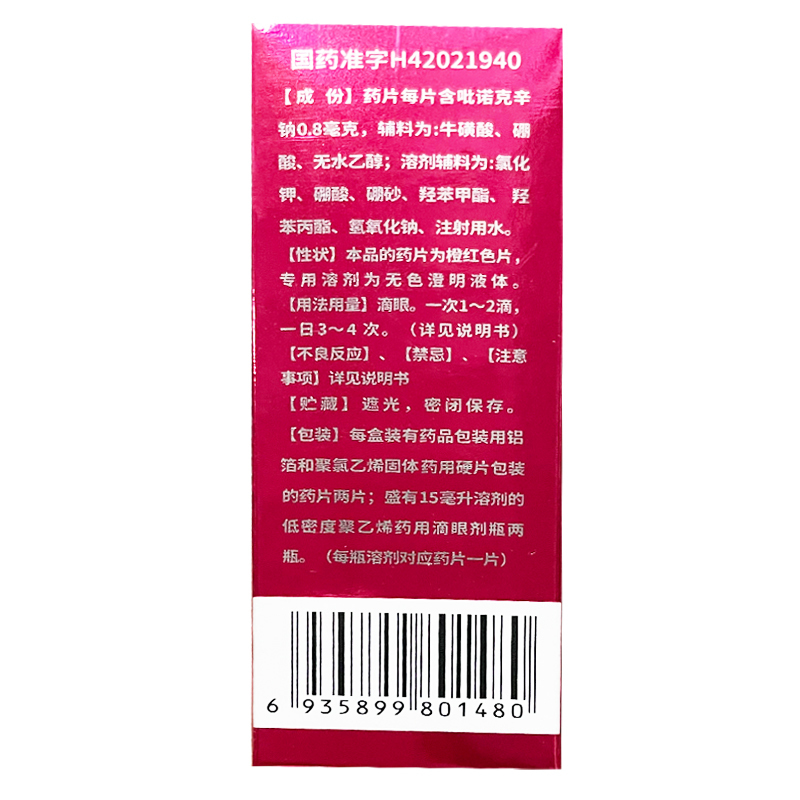 国药准字H42021940
【成 份】药片每片含吡诺克辛
钠0.8毫克，辅料为:牛磺酸、硼
酸、无水乙醇；溶剂辅料为:氯化
钾、硼酸、硼砂、羟苯甲酯、羟
苯丙酯、氢氧化钠、注射用水。
【性状】本品的药片为橙红色片，
专用溶剂为无色澄明液体。
【用法用量】滴眼。一次1～2滴，
一日3～4 次。（详见说明书）
【不良反应】、【禁忌】、【注意
事项】详见说明书
【贮藏】遮光，密闭保存。
【包装】每盒装有药品包装用铝
箔和聚氯乙烯固体药用硬片包装
的药片两片；盛有15毫升溶剂的
低密度聚乙烯药用滴眼剂瓶两
瓶。（每瓶溶剂对应药片一片）
6 935899 801480